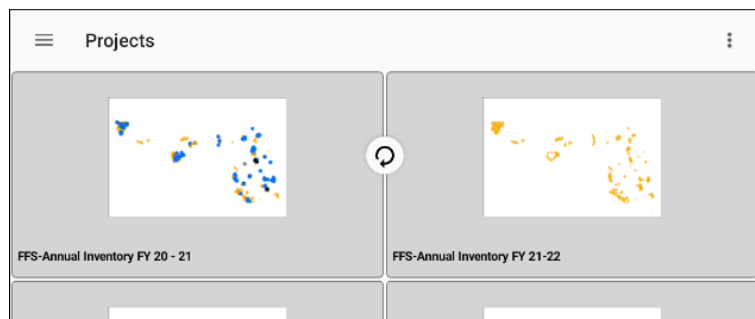 Projects
FFS-Annual Inventory FY 20 - 21
FFS-Annual Inventory FY 21-22